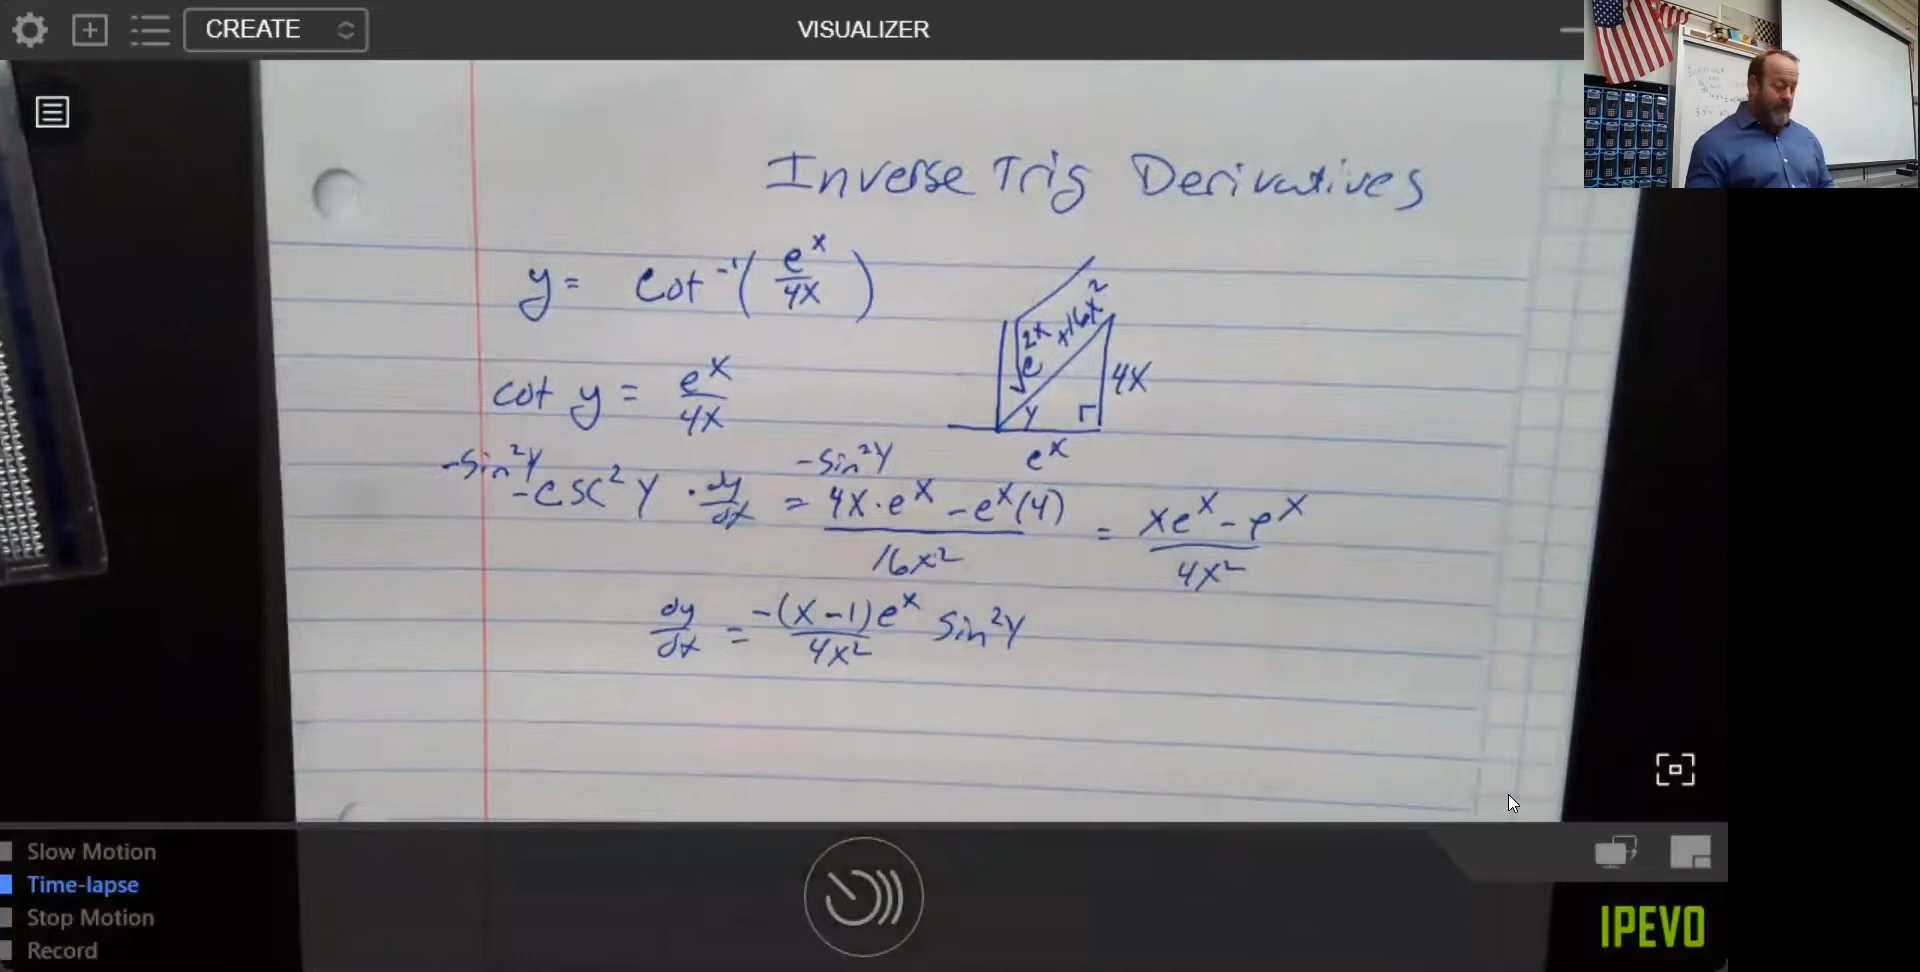 CREATE
VISUALIZER
Inverse Trig Derivatives
y = cot⁻¹(eˣ/4x)
√e²ˣ+16x²
4x
y
eˣ
cot y = eˣ/4x
-sin²y -sin²y
-csc²y · dy/dx = 4x·eˣ - eˣ(4)/16x² = xeˣ - eˣ/4x²
dy/dx = -(x-1)eˣ/4x² sin²y
Slow Motion
Time-lapse
Stop Motion
Record
IPEVO